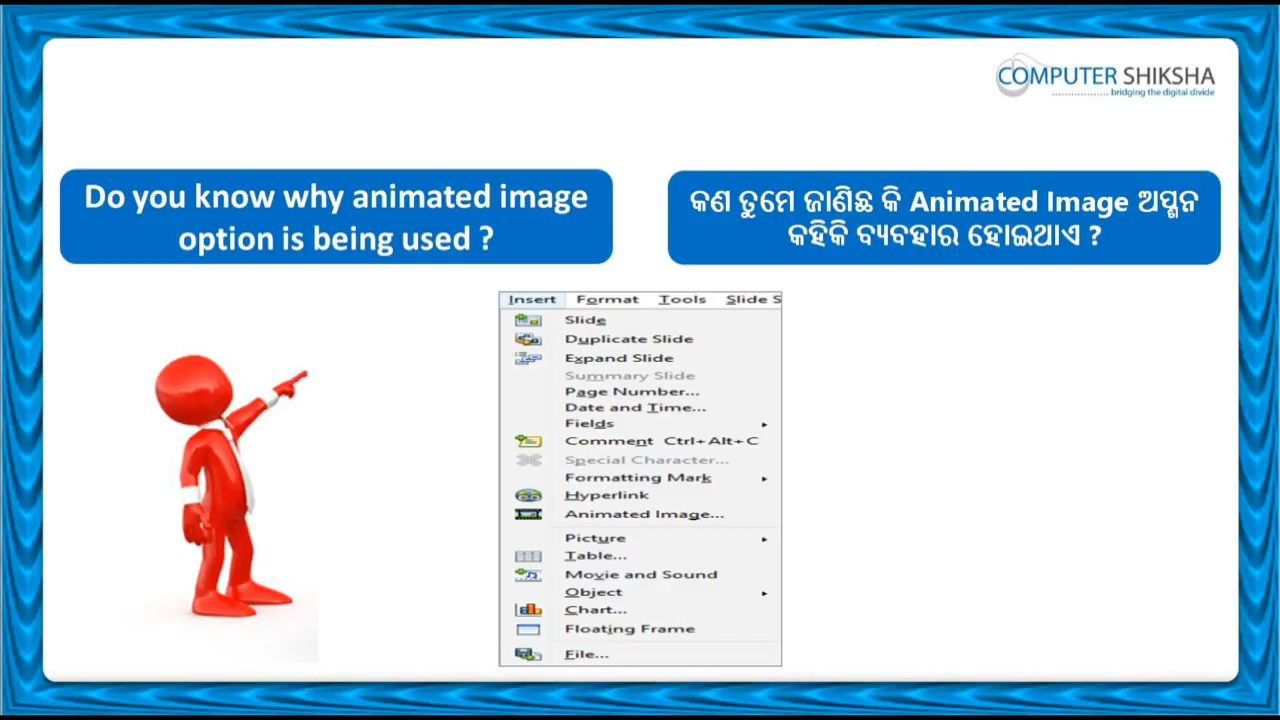 COMPUTER SHIKSHA
.................. bridging the digital divide
Do you know why animated image
option is being used ?
କଣ ତୁମେ ଜାଣିଛ କି Animated Image ଅପ୍ସନ
କହିକି ବ୍ୟବହାର ହୋଇଥାଏ ?
Insert Format Tools Slide S
Slide
Duplicate Slide
Expand Slide
Summary Slide
Page Number...
Date and Time...
Fields
Comment Ctrl+Alt+C
Special Character...
Formatting Mark
Hyperlink
Animated Image...
Picture
Table...
Movie and Sound
Object
Chart...
Floating Frame
File...